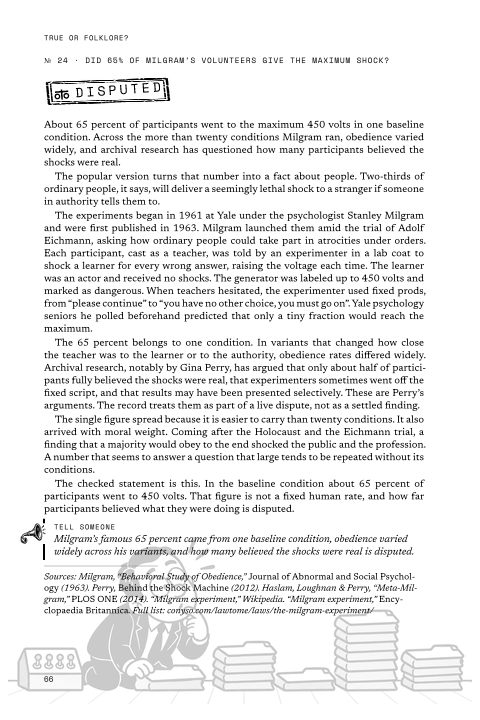 TRUE OR FOLKLORE?
№ 24 · DID 65% OF MILGRAM'S VOLUNTEERS GIVE THE MAXIMUM SHOCK?
DISPUTED
About 65 percent of participants went to the maximum 450 volts in one baseline
condition. Across the more than twenty conditions Milgram ran, obedience varied
widely, and archival research has questioned how many participants believed the
shocks were real.
The popular version turns that number into a fact about people. Two-thirds of
ordinary people, it says, will deliver a seemingly lethal shock to a stranger if someone
in authority tells them to.
The experiments began in 1961 at Yale under the psychologist Stanley Milgram
and were first published in 1963. Milgram launched them amid the trial of Adolf
Eichmann, asking how ordinary people could take part in atrocities under orders.
Each participant, cast as a teacher, was told by an experimenter in a lab coat to
shock a learner for every wrong answer, raising the voltage each time. The learner
was an actor and received no shocks. The generator was labeled up to 450 volts and
marked as dangerous. When teachers hesitated, the experimenter used fixed prods,
from “please continue” to “you have no other choice, you must go on”. Yale psychology
seniors he polled beforehand predicted that only a tiny fraction would reach the
maximum.
The 65 percent belongs to one condition. In variants that changed how close
the teacher was to the learner or to the authority, obedience rates differed widely.
Archival research, notably by Gina Perry, has argued that only about half of partici-
pants fully believed the shocks were real, that experimenters sometimes went off the
fixed script, and that results may have been presented selectively. These are Perry’s
arguments. The record treats them as part of a live dispute, not as a settled finding.
The single figure spread because it is easier to carry than twenty conditions. It also
arrived with moral weight. Coming after the Holocaust and the Eichmann trial, a
finding that a majority would obey to the end shocked the public and the profession.
A number that seems to answer a question that large tends to be repeated without its
conditions.
The checked statement is this. In the baseline condition about 65 percent of
participants went to 450 volts. That figure is not a fixed human rate, and how far
participants believed what they were doing is disputed.
TELL SOMEONE
Milgram’s famous 65 percent came from one baseline condition, obedience varied
widely across his variants, and how many believed the shocks were real is disputed.
Sources: Milgram, “Behavioral Study of Obedience,” Journal of Abnormal and Social Psychol-
ogy (1963). Perry, Behind the Shock Machine (2012). Haslam, Loughnan & Perry, “Meta-Mil-
gram,” PLOS ONE (2014). “Milgram experiment,” Wikipedia. “Milgram experiment,” Ency-
clopaedia Britannica. Full list: conyso.com/lawtome/laws/the-milgram-experiment/
66